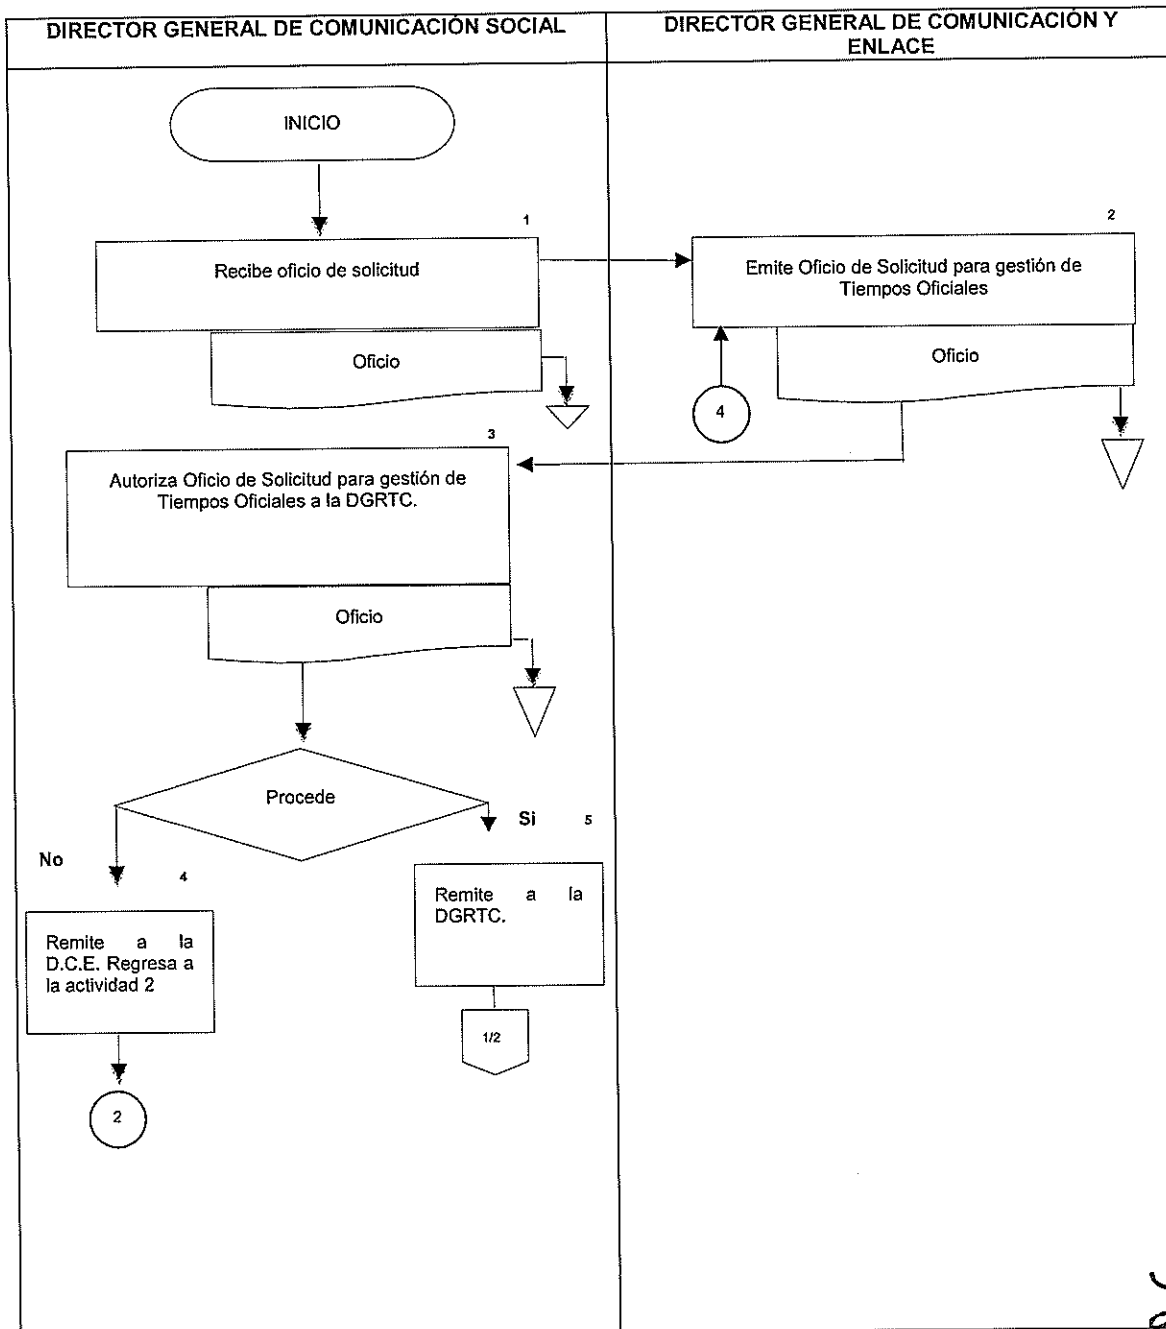 DIRECTOR GENERAL DE COMUNICACIÓN SOCIAL
DIRECTOR GENERAL DE COMUNICACIÓN Y
ENLACE
INICIO
1
Recibe oficio de solicitud
Oficio
2
Emite Oficio de Solicitud para gestión de
Tiempos Oficiales
Oficio
4
3
Autoriza Oficio de Solicitud para gestión de
Tiempos Oficiales a la DGRTC.
Oficio
Procede
No
4
Remite a la
D.C.E. Regresa a
la actividad 2
2
Si
5
Remite a la
DGRTC.
1/2